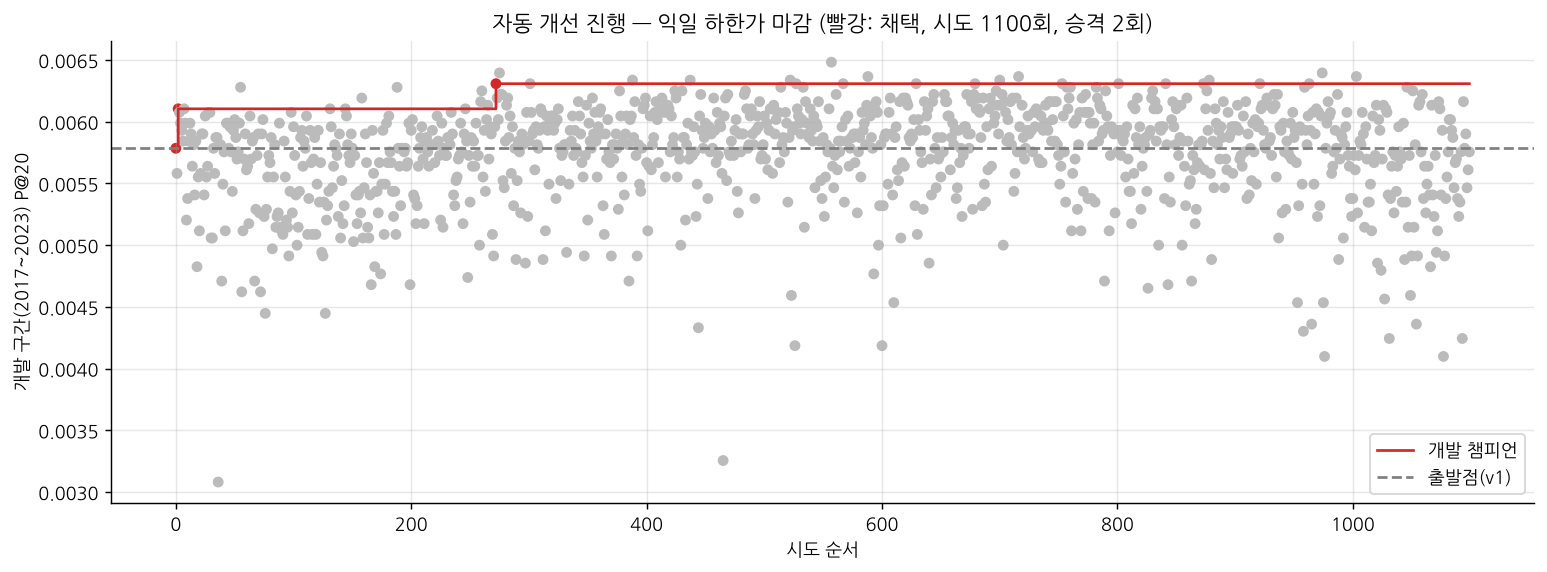 자동 개선 진행 — 익일 하한가 마감 (빨강: 채택, 시도 1100회, 승격 2회)
개발 구간(2017~2023) P@20
0.0065
0.0060
0.0055
0.0050
0.0045
0.0040
0.0035
0.0030
개발 챔피언
출발점(v1)
0 200 400 600 800 1000
시도 순서